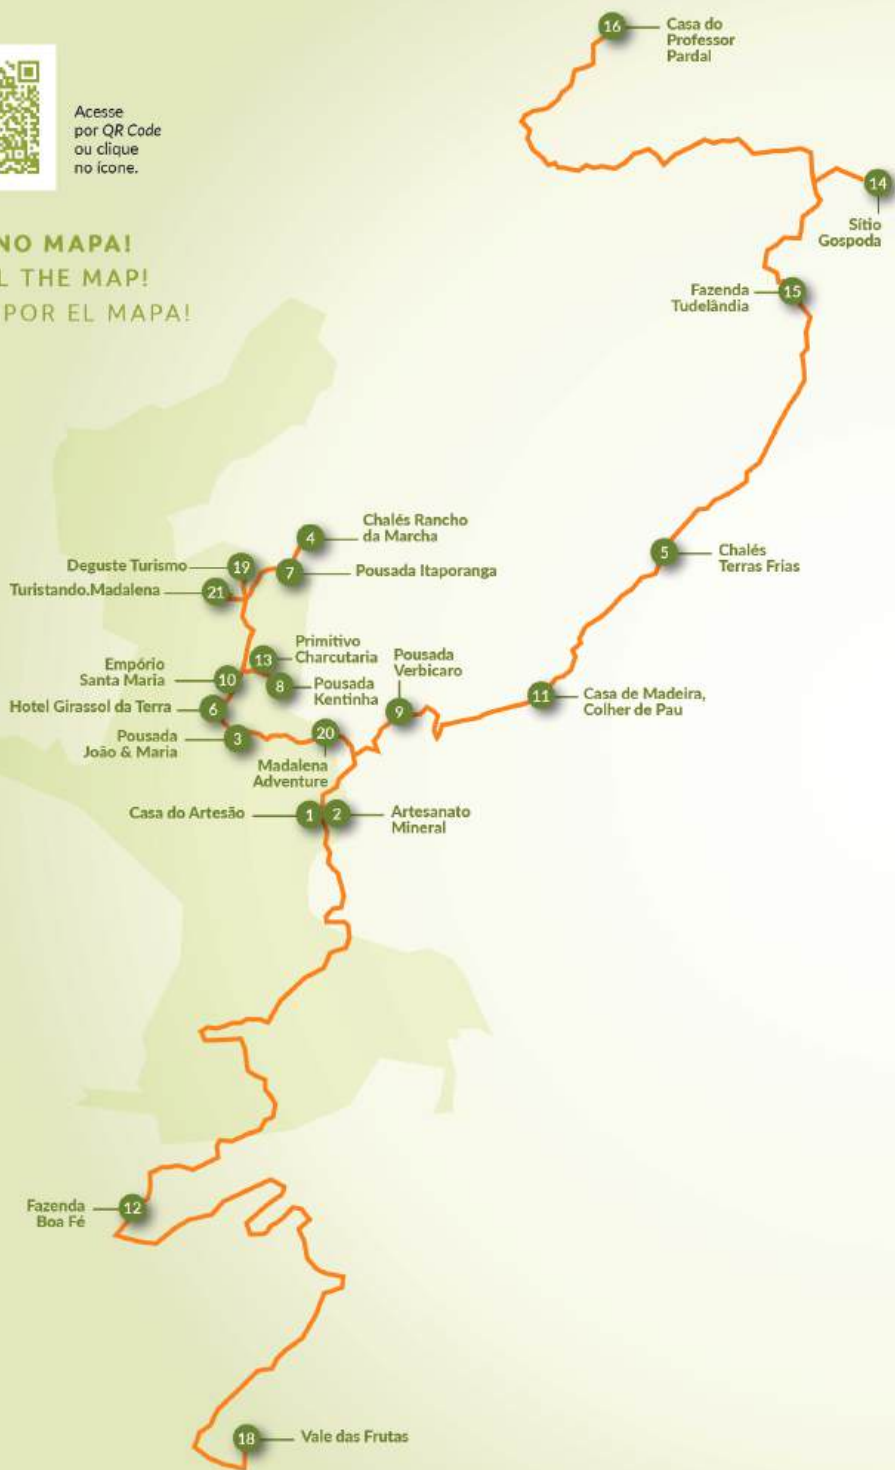 16
Casa do
Professor
Pardal
Acesse
por QR Code
ou clique
no ícone.
14
Sítio
Gospoda
NO MAPA!
L THE MAP!
POR EL MAPA!
Fazenda
Tudelândia
15
4
Chalés Rancho
da Marcha
5
Chalés
Terras Frias
Deguste Turismo
19
7
Pousada Itaporanga
Turistando.Madalena
21
Primitivo
Charcutaria
13
Pousada
Verbicaro
Empório
Santa Maria
10
8
Pousada
Kentinha
11
Casa de Madeira,
Colher de Pau
Hotel Girassol da Terra
6
9
Pousada
João & Maria
3
20
Madalena
Adventure
Casa do Artesão
1
2
Artesanato
Mineral
Fazenda
Boa Fé
12
18
Vale das Frutas